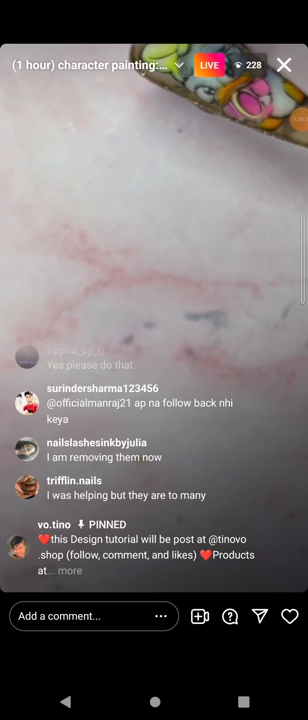 (1 hour) character painting:...
LIVE
228
Yes please do that
surindersharma123456
@officialmanraj21 ap na follow back nhi
keya
nailslashesinkbyjulia
I am removing them now
trifflin.nails
I was helping but they are to many
vo.tino PINNED
❤️this Design tutorial will be post at @tinovo
.shop (follow, comment, and likes) ❤️Products
at... more
Add a comment...